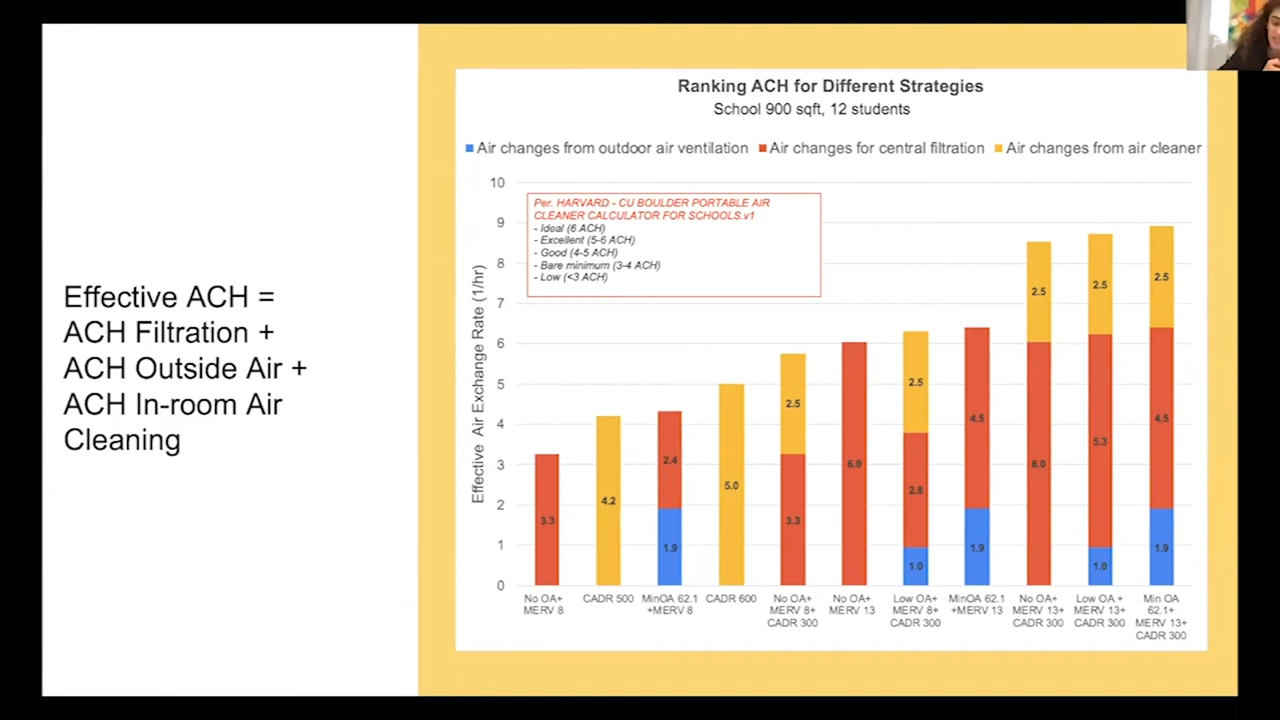 Effective ACH =
ACH Filtration +
ACH Outside Air +
ACH In-room Air
Cleaning
Ranking ACH for Different Strategies
School 900 sqft, 12 students
Air changes from outdoor air ventilation Air changes for central filtration Air changes from air cleaner
Per. HARVARD - CU BOULDER PORTABLE AIR
CLEANER CALCULATOR FOR SCHOOLS.v1
- Ideal (6 ACH)
- Excellent (5-6 ACH)
- Good (4-5 ACH)
- Bare minimum (3-4 ACH)
- Low (<3 ACH)
Effective Air Exchange Rate (1/hr)
10
9
8
7
6
5
4
3
2
1
0
3.3
4.2
2.4
1.9
5.0
2.5
3.3
6.0
2.5
2.8
1.0
4.5
1.9
2.5
6.0
2.5
5.3
1.0
2.5
4.5
1.9
No OA+
MERV 8
CADR 500
MinOA 62.1
+MERV 8
CADR 600
No OA+
MERV 8+
CADR 300
No OA+
MERV 13
Low OA+
MERV 8+
CADR 300
MinOA 62.1
+MERV 13
No OA+
MERV 13+
CADR 300
Low OA +
MERV 13+
CADR 300
Min OA
62.1+
MERV 13+
CADR 300